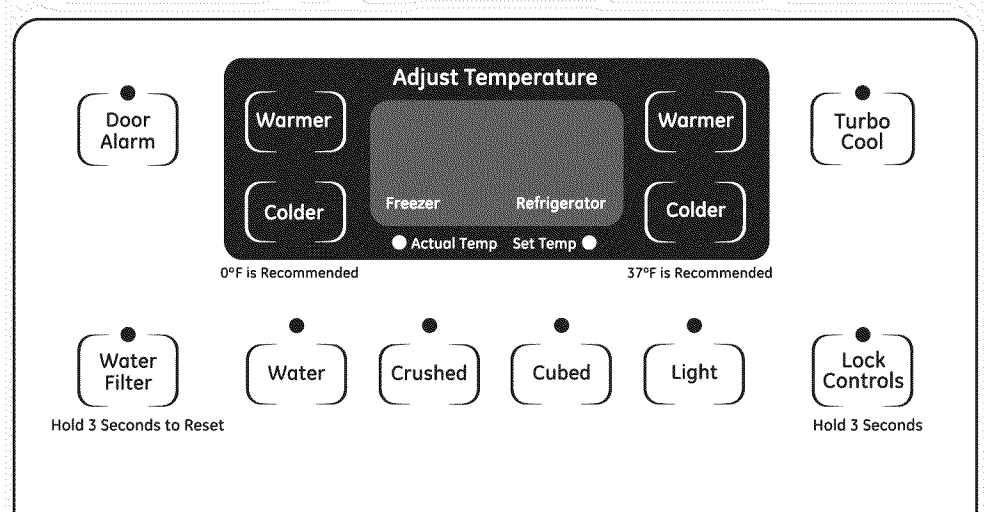 Adjust Temperature
Door
Alarm
Warmer
Warmer
Turbo
Cool
Colder
Freezer
Refrigerator
Colder
Actual Temp
Set Temp
0°F is Recommended
37°F is Recommended
Water
Filter
Water
Crushed
Cubed
Light
Lock
Controls
Hold 3 Seconds to Reset
Hold 3 Seconds